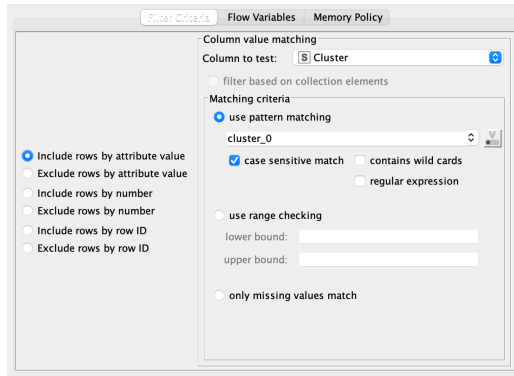 Filter Criteria Flow Variables Memory Policy
Column value matching
Column to test: S Cluster
filter based on collection elements
Matching criteria
use pattern matching
cluster_0
case sensitive match contains wild cards
regular expression
use range checking
lower bound:
upper bound:
only missing values match
Include rows by attribute value
Exclude rows by attribute value
Include rows by number
Exclude rows by number
Include rows by row ID
Exclude rows by row ID